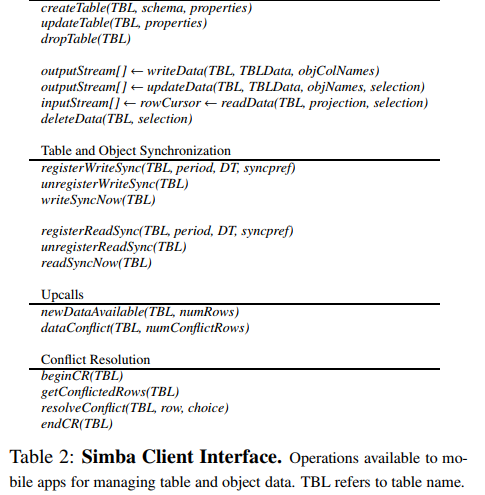 createTable(TBL, schema, properties)
updateTable(TBL, properties)
dropTable(TBL)
outputStream[] ← writeData(TBL, TBLData, objColNames)
outputStream[] ← updateData(TBL, TBLData, objNames, selection)
inputStream[] ← rowCursor ← readData(TBL, projection, selection)
deleteData(TBL, selection)
Table and Object Synchronization
registerWriteSync(TBL, period, DT, syncpref)
unregisterWriteSync(TBL)
writeSyncNow(TBL)
registerReadSync(TBL, period, DT, syncpref)
unregisterReadSync(TBL)
readSyncNow(TBL)
Upcalls
newDataAvailable(TBL, numRows)
dataConflict(TBL, numConflictRows)
Conflict Resolution
beginCR(TBL)
getConflictedRows(TBL)
resolveConflict(TBL, row, choice)
endCR(TBL)
Table 2: Simba Client Interface. Operations available to mo-
bile apps for managing table and object data. TBL refers to table name.